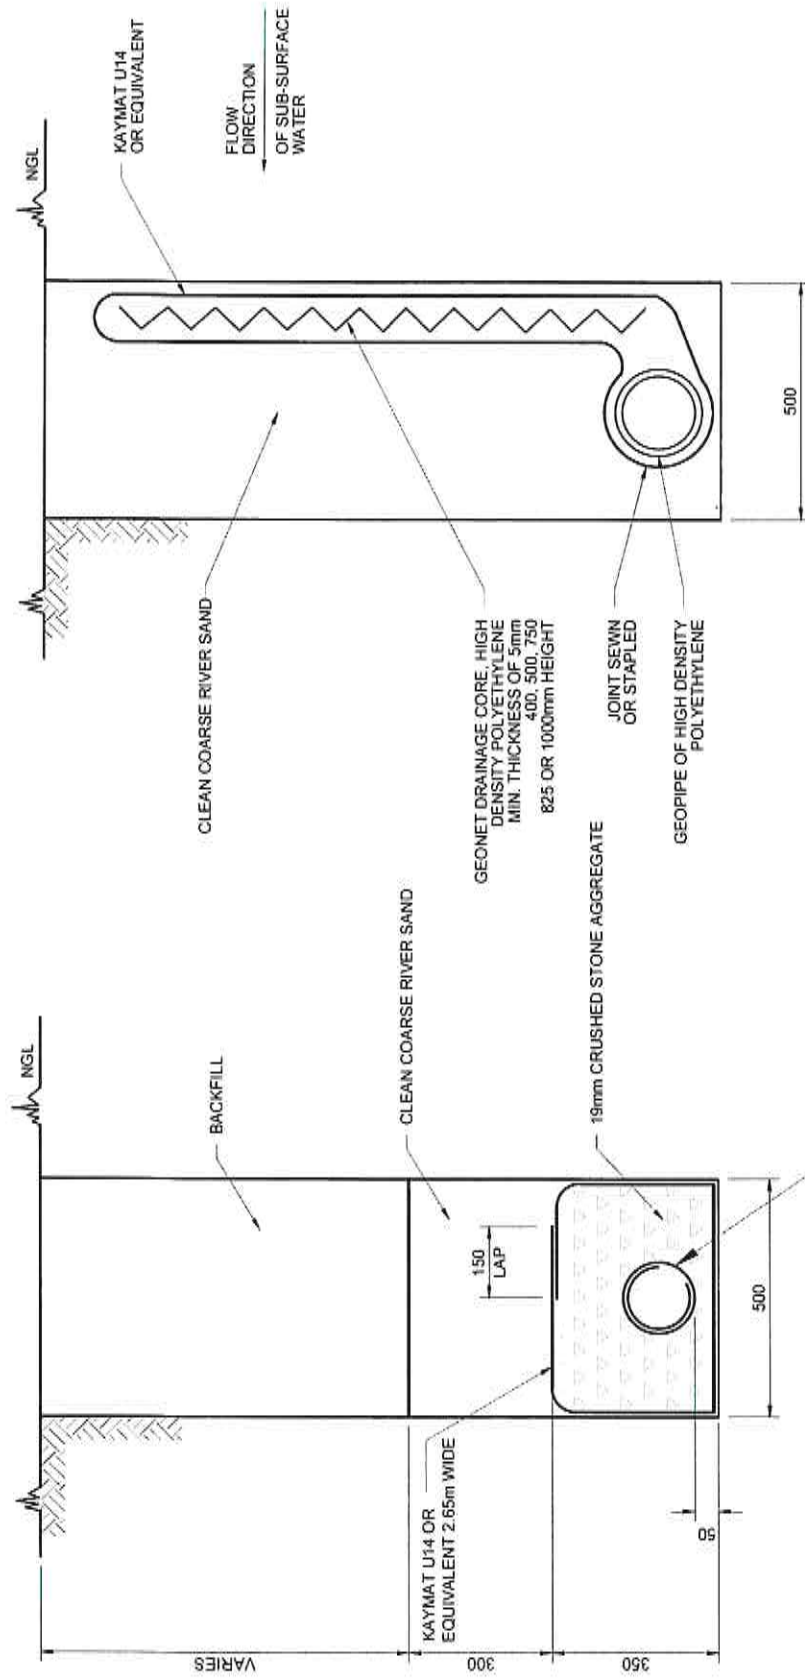 NGL
BACKFILL
CLEAN COARSE RIVER SAND
150
LAP
19mm CRUSHED STONE AGGREGATE
KAYMAT U14 OR
EQUIVALENT 2.65m WIDE
VARIES
300
350
50
500
NGL
KAYMAT U14
OR EQUIVALENT
FLOW
DIRECTION
OF SUB-SURFACE
WATER
CLEAN COARSE RIVER SAND
GEONET DRAINAGE CORE, HIGH
DENSITY POLYETHYLENE
MIN. THICKNESS OF 5mm
400, 500, 750
825 OR 1000mm HEIGHT
JOINT SEWN
OR STAPLED
GEOPIPE OF HIGH DENSITY
POLYETHYLENE
500